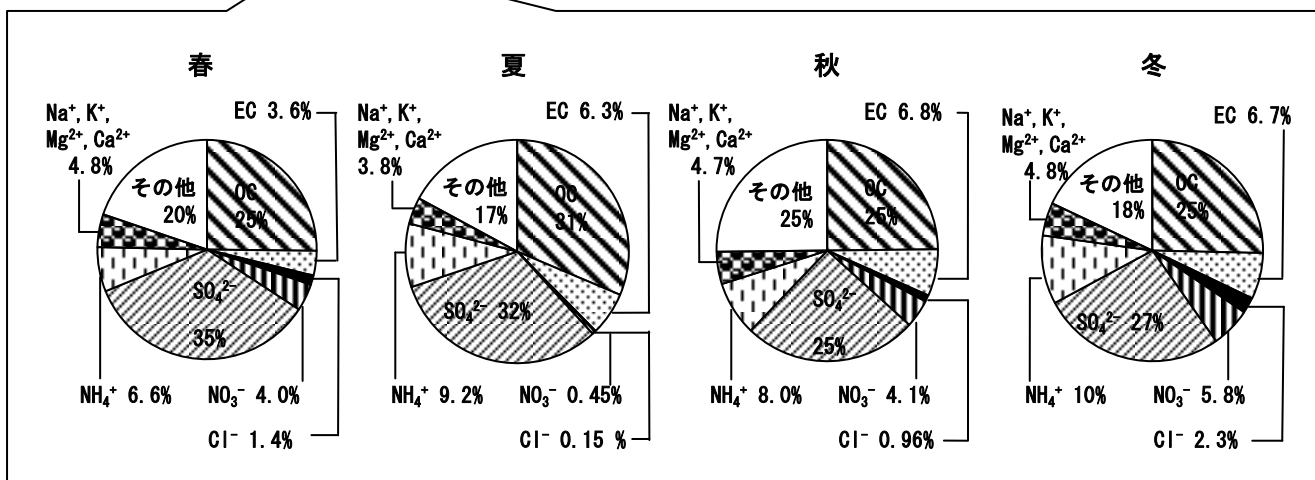 春
Na⁺, K⁺,
Mg²⁺, Ca²⁺
4.8%
EC 3.6%
その他
20%
OC
25%
SO₄²⁻
35%
NH₄⁺ 6.6%
NO₃⁻ 4.0%
Cl⁻ 1.4%
夏
Na⁺, K⁺,
Mg²⁺, Ca²⁺
3.8%
EC 6.3%
その他
17%
OC
31%
SO₄²⁻ 32%
NH₄⁺ 9.2%
NO₃⁻ 0.45%
Cl⁻ 0.15 %
秋
Na⁺, K⁺,
Mg²⁺, Ca²⁺
4.7%
EC 6.8%
その他
25%
OC
25%
SO₄²⁻
25%
NH₄⁺ 8.0%
NO₃⁻ 4.1%
Cl⁻ 0.96%
冬
Na⁺, K⁺,
Mg²⁺, Ca²⁺
4.8%
EC 6.7%
その他
18%
OC
25%
SO₄²⁻ 27%
NH₄⁺ 10%
NO₃⁻ 5.8%
Cl⁻ 2.3%